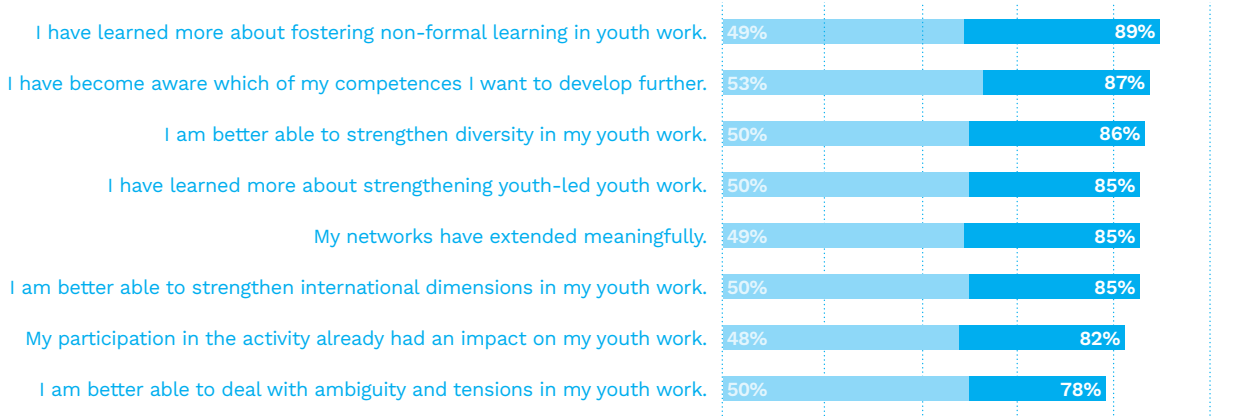 I have learned more about fostering non-formal learning in youth work. 49% 89%
I have become aware which of my competences I want to develop further. 53% 87%
I am better able to strengthen diversity in my youth work. 50% 86%
I have learned more about strengthening youth-led youth work. 50% 85%
My networks have extended meaningfully. 49% 85%
I am better able to strengthen international dimensions in my youth work. 50% 85%
My participation in the activity already had an impact on my youth work. 48% 82%
I am better able to deal with ambiguity and tensions in my youth work. 50% 78%